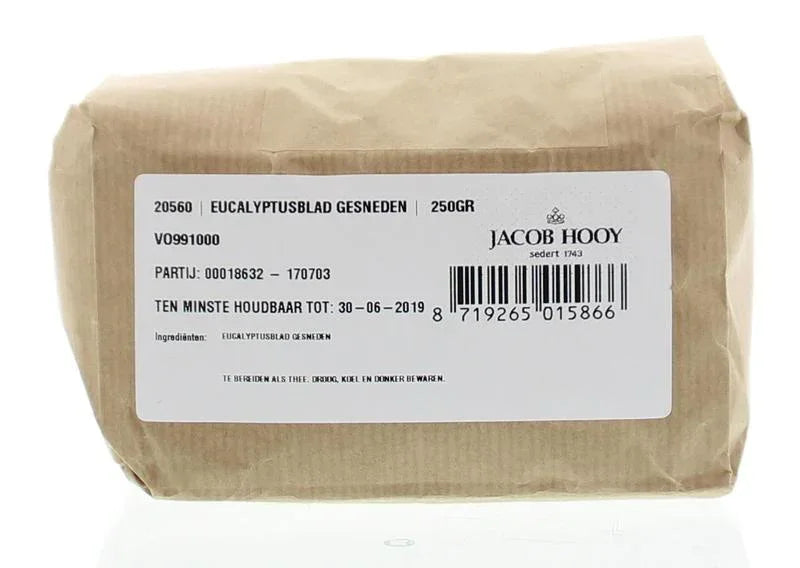 20560 | EUCALYPTUSBLAD GESNEDEN | 250GR
VO991000
JACOB HOOY
sedert 1743
PARTIJ: 00018632 – 170703
TEN MINSTE HOUDBAAR TOT: 30-06-2019
8 719265 015866
Ingrediënten: EUCALYPTUSBLAD GESNEDEN
TE BEREIDEN ALS THEE. DROOG, KOEL EN DONKER BEWAREN.